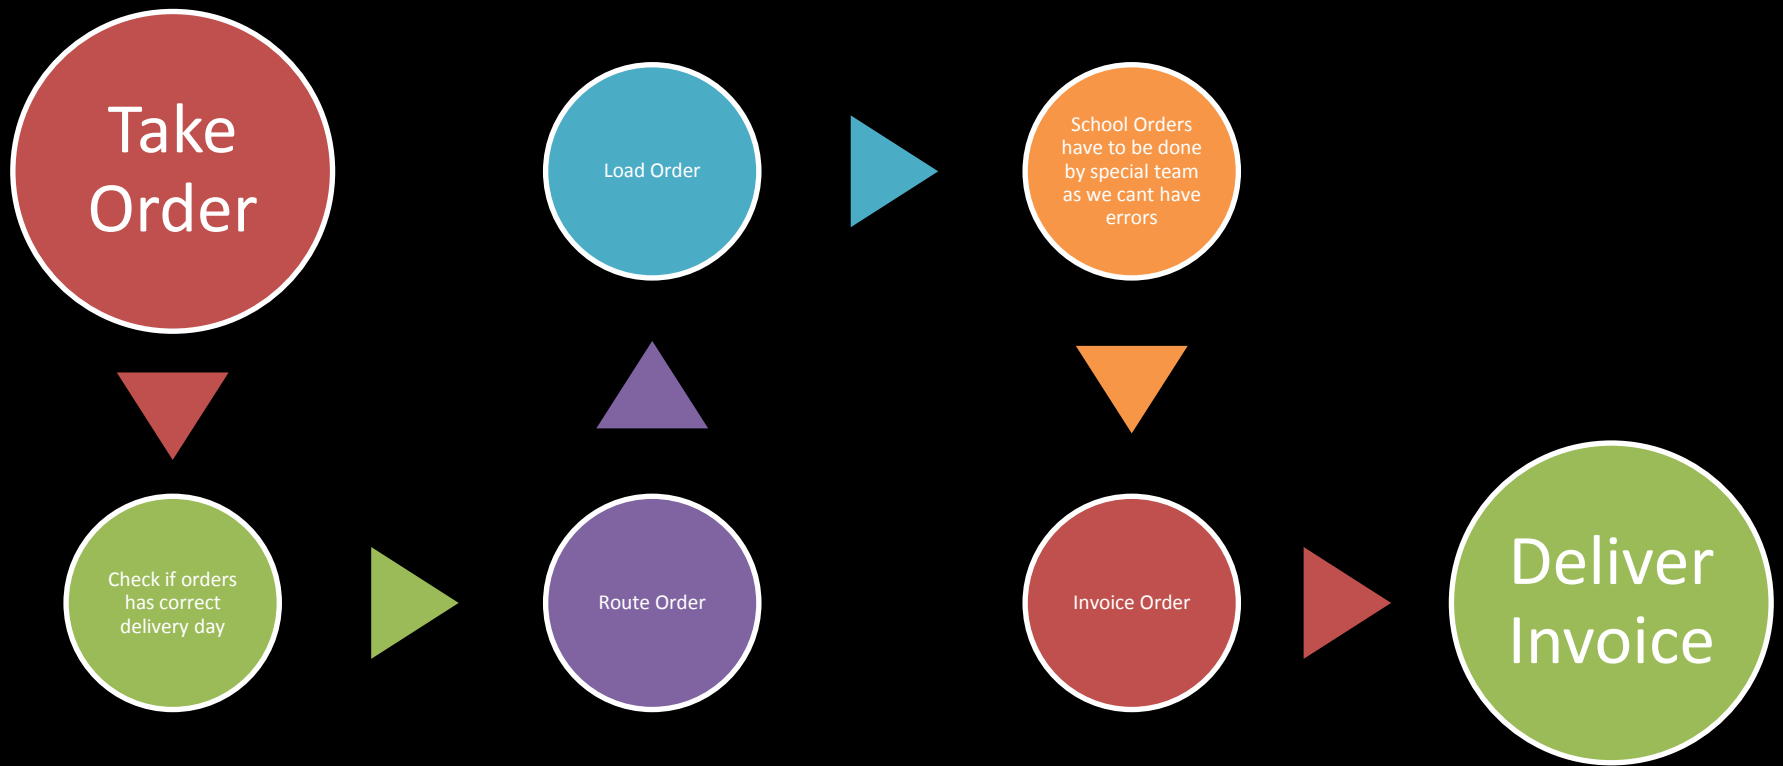 Take
Order
Check if orders
has correct
delivery day
Route Order
Load Order
School Orders
have to be done
by special team
as we cant have
errors
Invoice Order
Deliver
Invoice